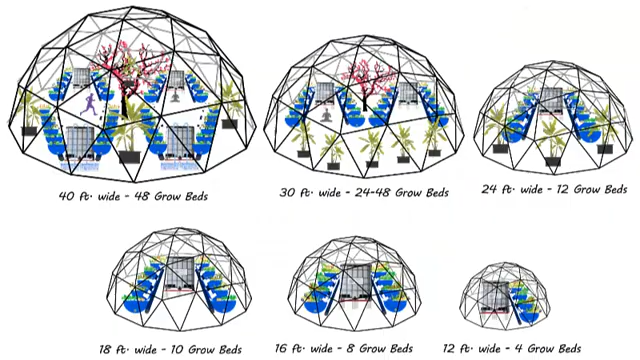 40 ft. wide - 48 Grow Beds
30 ft. wide - 24-48 Grow Beds
24 ft. wide - 12 Grow Beds
18 ft. wide - 10 Grow Beds
16 ft. wide - 8 Grow Beds
12 ft. wide - 4 Grow Beds